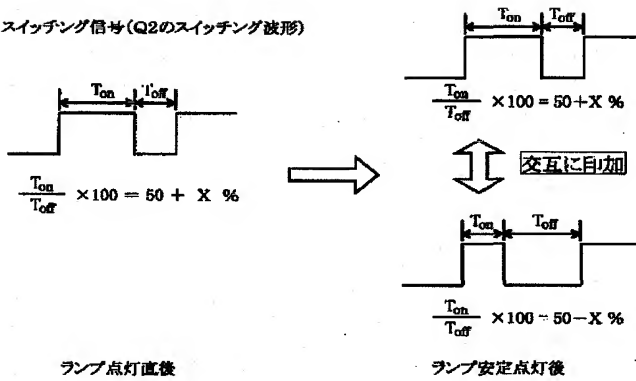 スイッチング信号(Q2のスイッチング波形)
Ton Toff
Ton
Toff
×100 = 50 + X %
ランプ点灯直後
Ton Toff
Ton
Toff
×100 = 50+X %
交互に印加
Ton Toff
Ton
Toff
×100 = 50-X %
ランプ安定点灯後